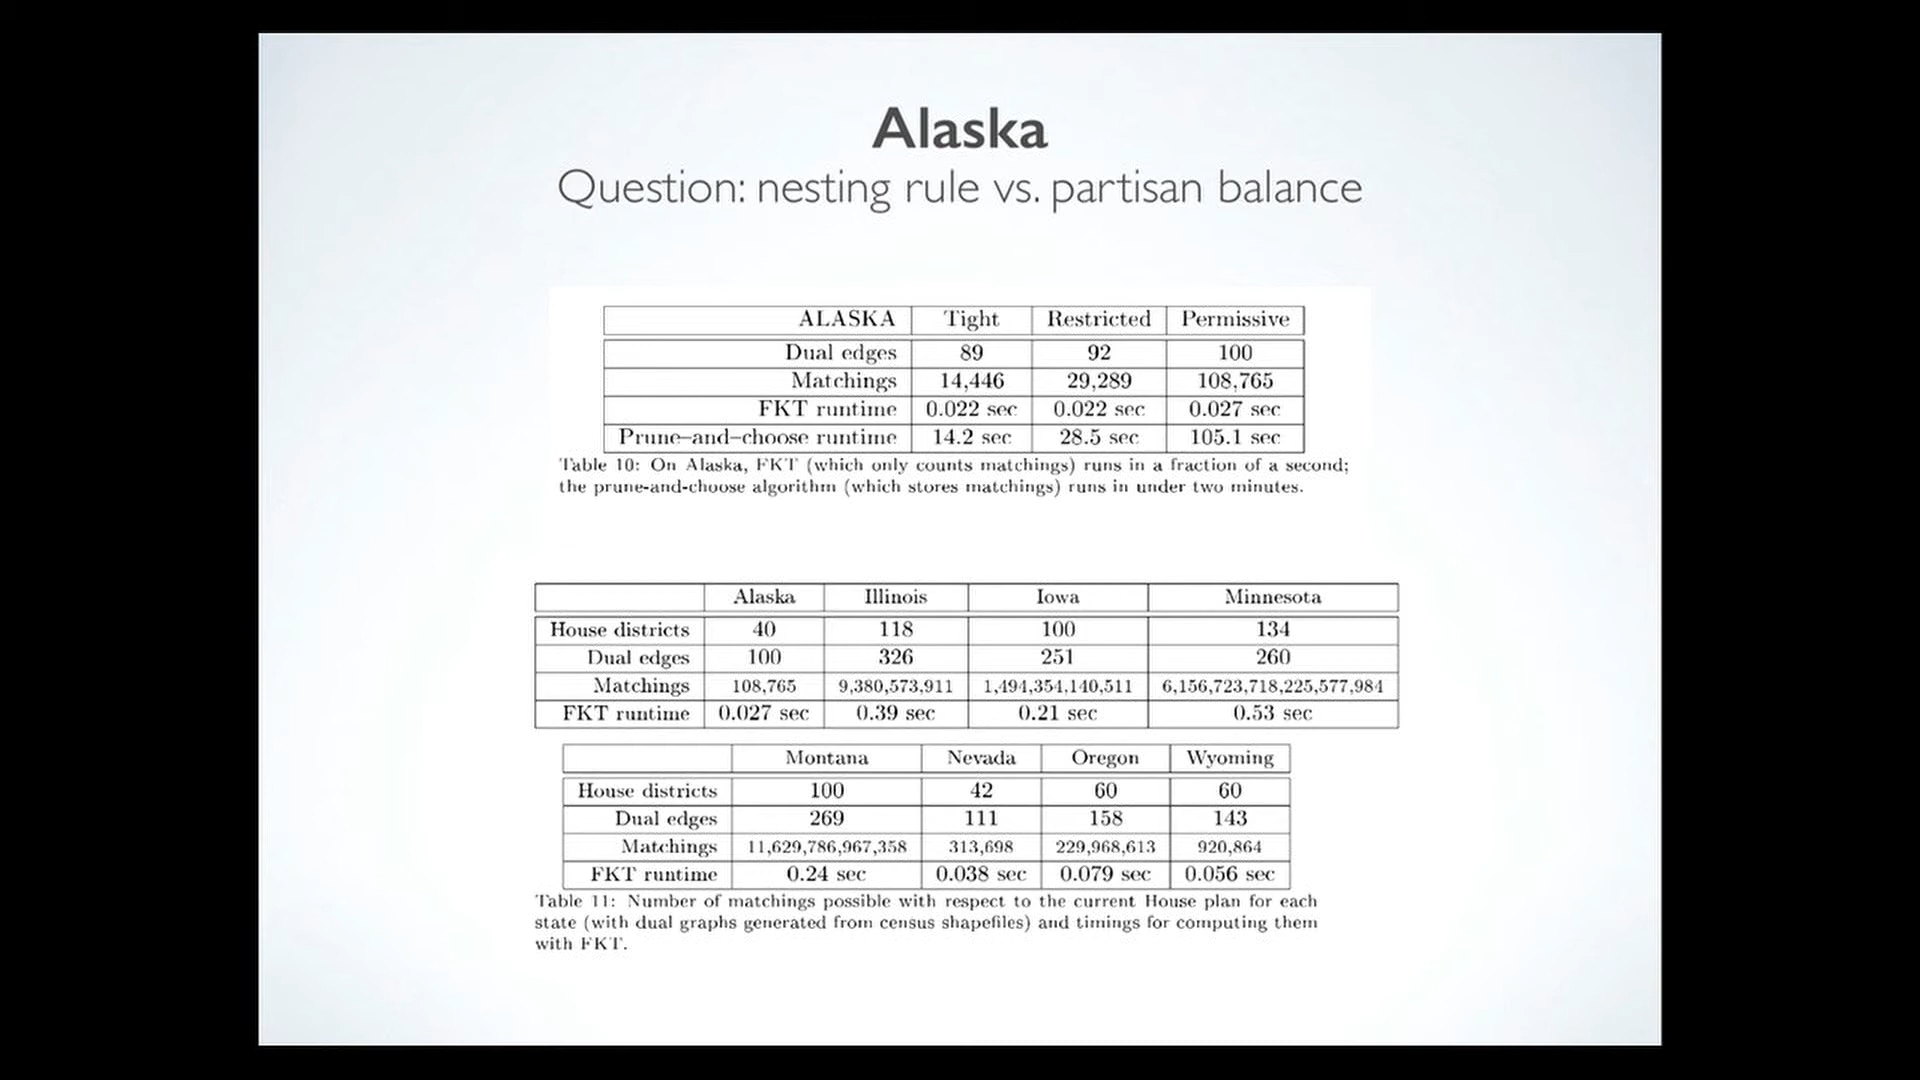 Alaska
Question: nesting rule vs. partisan balance
ALASKA Tight Restricted Permissive
Dual edges 89 92 100
Matchings 14,446 29,289 108,765
FKT runtime 0.022 sec 0.022 sec 0.027 sec
Prune–and–choose runtime 14.2 sec 28.5 sec 105.1 sec
Table 10: On Alaska, FKT (which only counts matchings) runs in a fraction of a second;
the prune-and-choose algorithm (which stores matchings) runs in under two minutes.
Alaska Illinois Iowa Minnesota
House districts 40 118 100 134
Dual edges 100 326 251 260
Matchings 108,765 9,380,573,911 1,494,354,140,511 6,156,723,718,225,577,984
FKT runtime 0.027 sec 0.39 sec 0.21 sec 0.53 sec
Montana Nevada Oregon Wyoming
House districts 100 42 60 60
Dual edges 269 111 158 143
Matchings 11,629,786,967,358 313,698 229,968,613 920,864
FKT runtime 0.24 sec 0.038 sec 0.079 sec 0.056 sec
Table 11: Number of matchings possible with respect to the current House plan for each
state (with dual graphs generated from census shapefiles) and timings for computing them
with FKT.